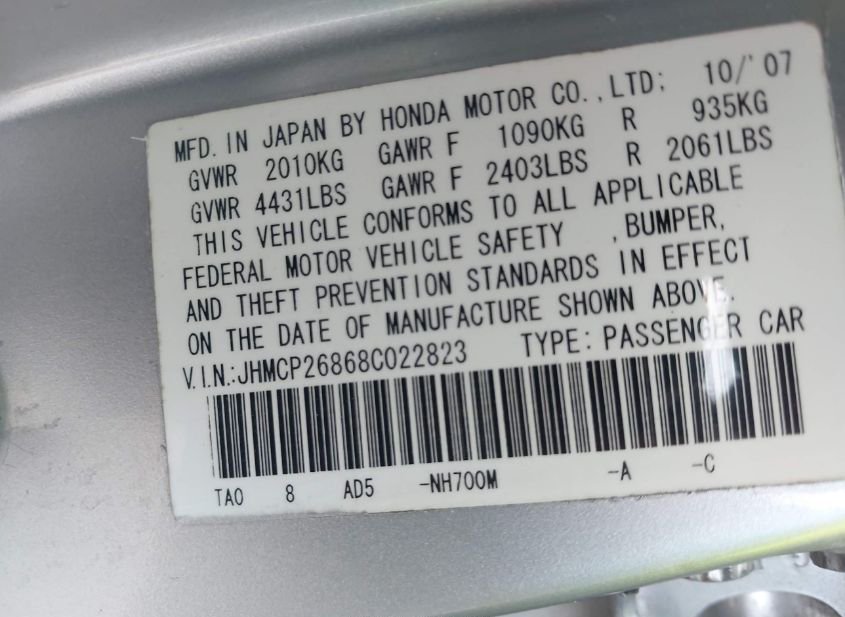 MFD. IN JAPAN BY HONDA MOTOR CO.,LTD; 10/'07
GVWR 2010KG GAWR F 1090KG R 935KG
GVWR 4431LBS GAWR F 2403LBS R 2061LBS
THIS VEHICLE CONFORMS TO ALL APPLICABLE
FEDERAL MOTOR VEHICLE SAFETY ,BUMPER,
AND THEFT PREVENTION STANDARDS IN EFFECT
ON THE DATE OF MANUFACTURE SHOWN ABOVE.
V.I.N.:JHMCP26868C022823 TYPE: PASSENGER CAR
TA0 8 AD5 -NH700M -A -C